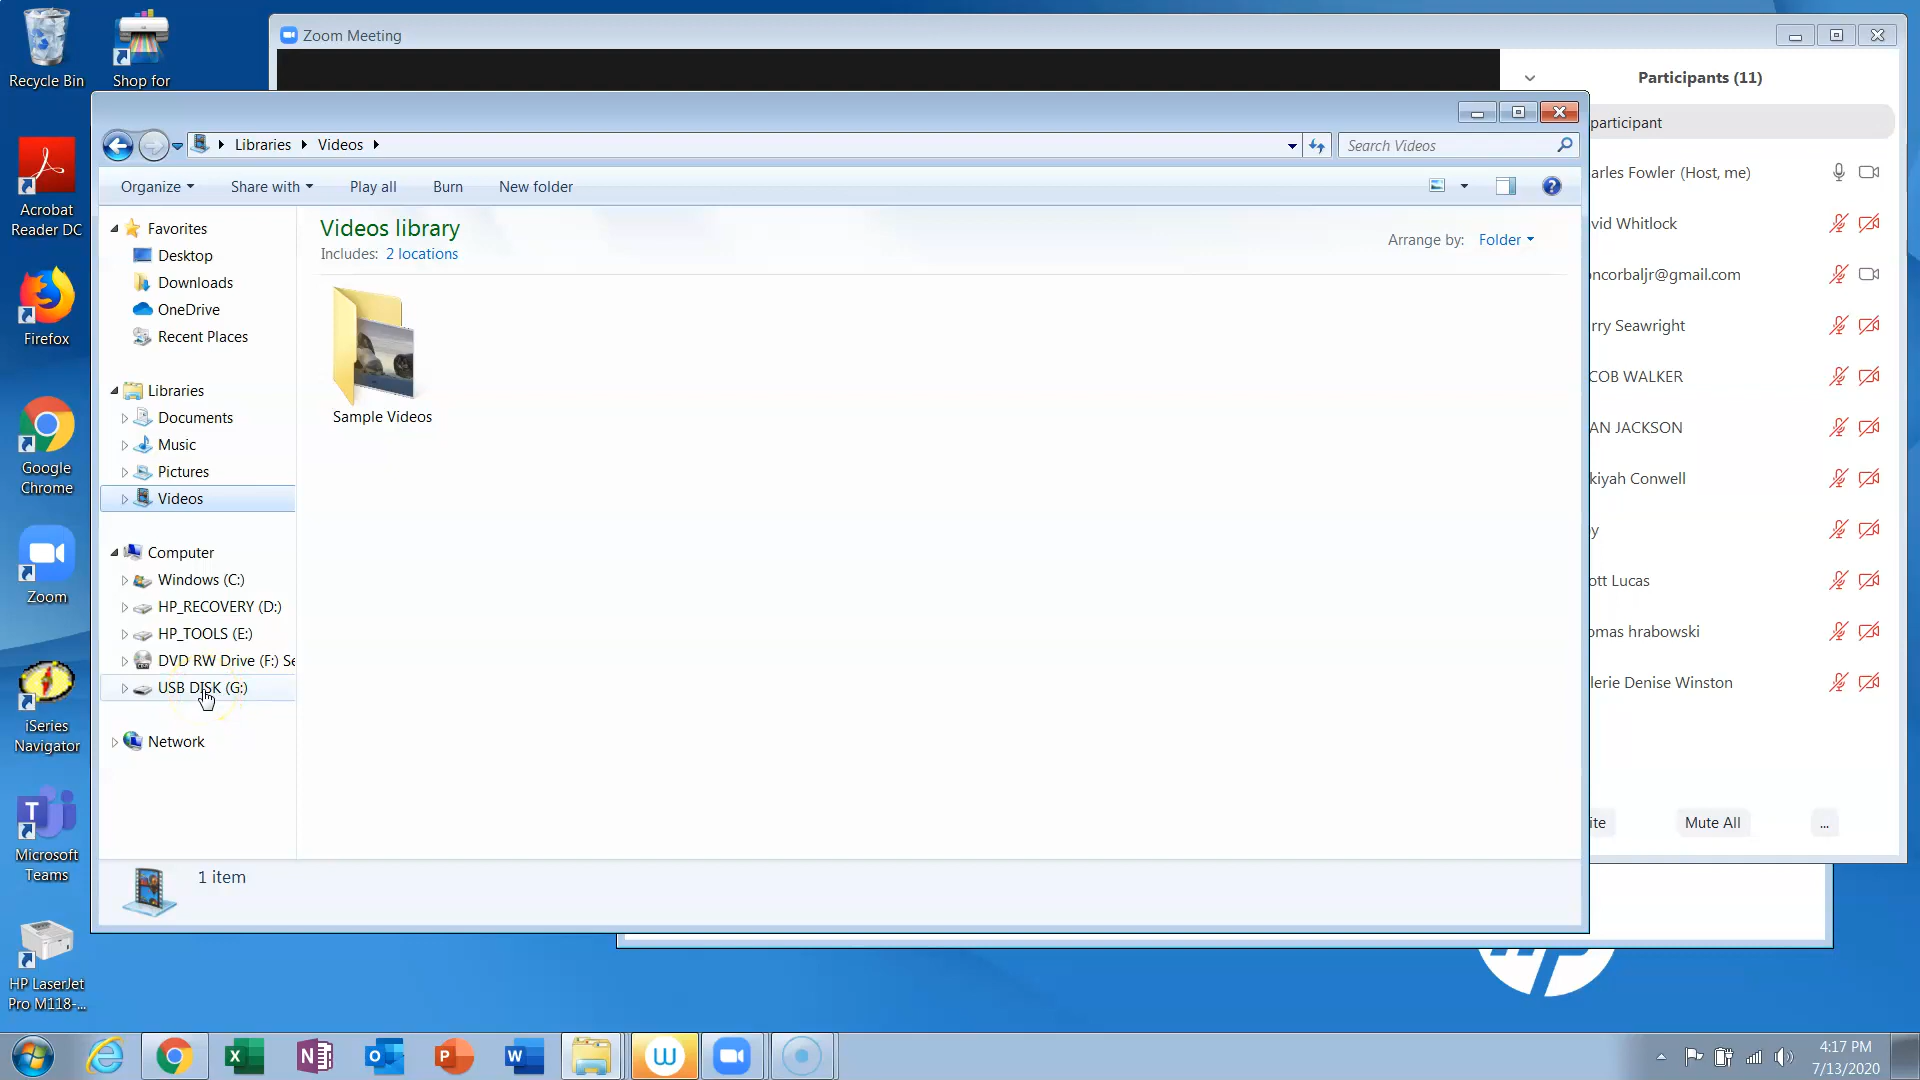 Recycle Bin
Shop for
Acrobat
Reader DC
Firefox
Google
Chrome
Zoom
iSeries
Navigator
Microsoft
Teams
HP LaserJet
Pro M118-...
Zoom Meeting
Participants (11)
participant
arles Fowler (Host, me)
vid Whitlock
oncorbaljr@gmail.com
rry Seawright
COB WALKER
AN JACKSON
kiyah Conwell
y
ott Lucas
omas hrabowski
lerie Denise Winston
ite
Mute All
...
Libraries
Videos
Search Videos
Organize
Share with
Play all
Burn
New folder
Favorites
Desktop
Downloads
OneDrive
Recent Places
Libraries
Documents
Music
Pictures
Videos
Computer
Windows (C:)
HP_RECOVERY (D:)
HP_TOOLS (E:)
DVD RW Drive (F:) Se
USB DISK (G:)
Network
Videos library
Includes: 2 locations
Arrange by: Folder
Sample Videos
1 item
4:17 PM
7/13/2020